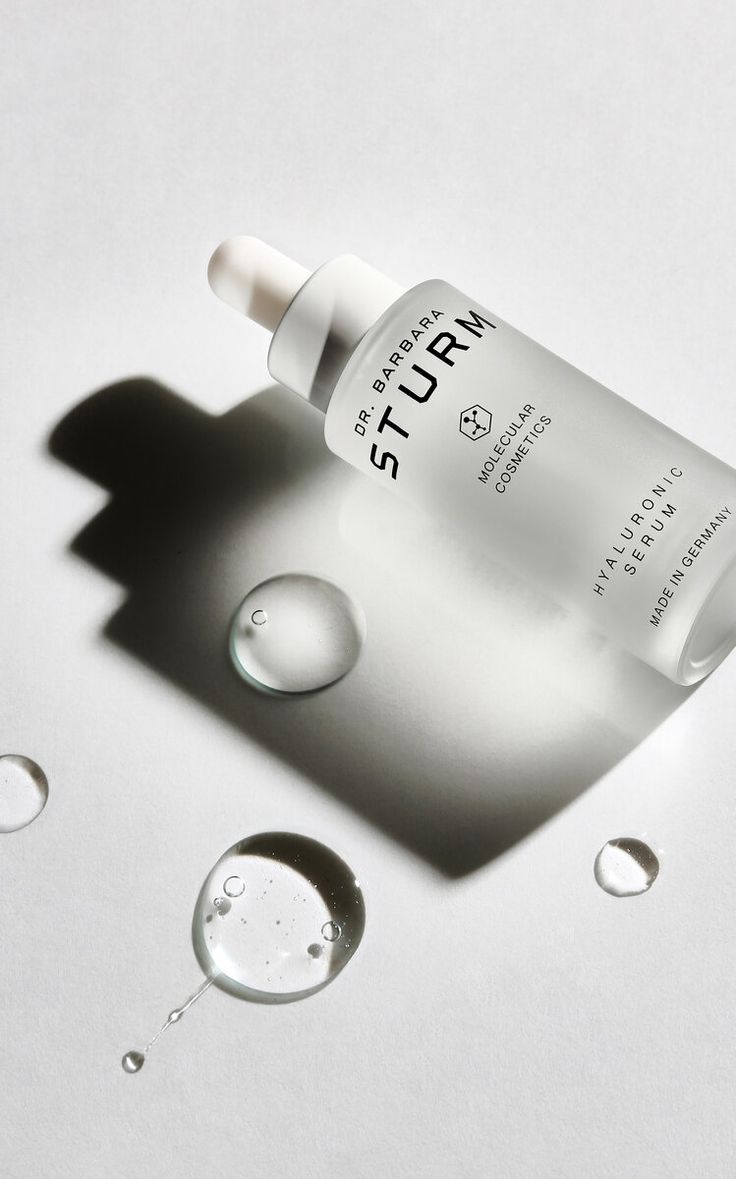 DR. BARBARA
STURM
MOLECULAR
COSMETICS
HYALURONIC
SERUM
MADE IN GERMANY